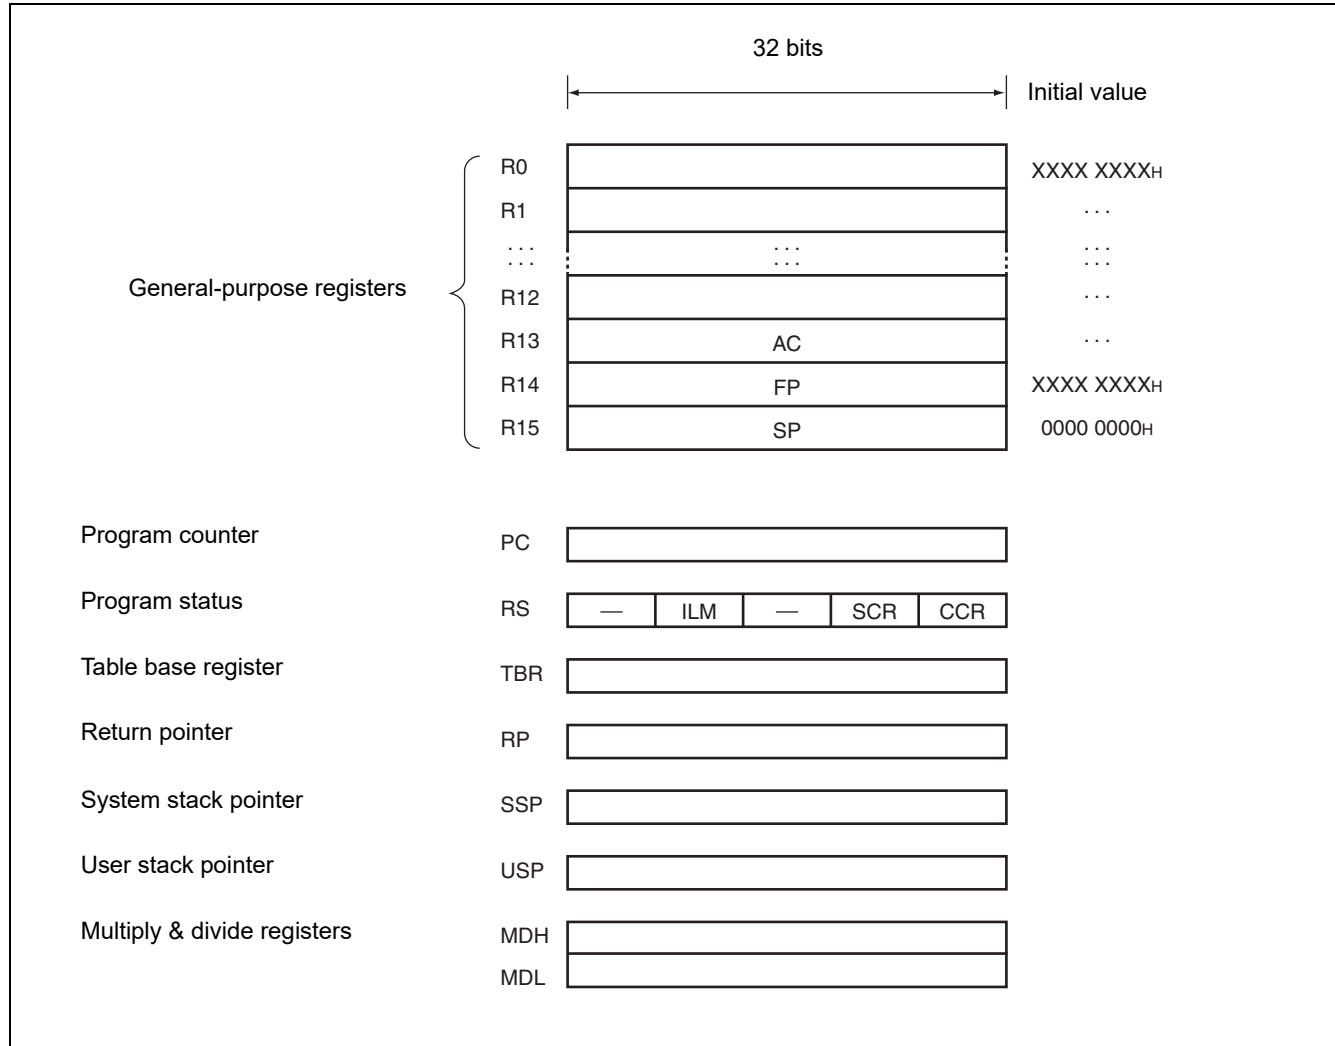 32 bits
Initial value
R0 XXXX XXXXH
R1 ...
... ... ...
... ... ...
General-purpose registers
R12 ...
R13 AC ...
R14 FP XXXX XXXXH
R15 SP 0000 0000H
Program counter PC
Program status RS — ILM — SCR CCR
Table base register TBR
Return pointer RP
System stack pointer SSP
User stack pointer USP
Multiply & divide registers MDH
MDL